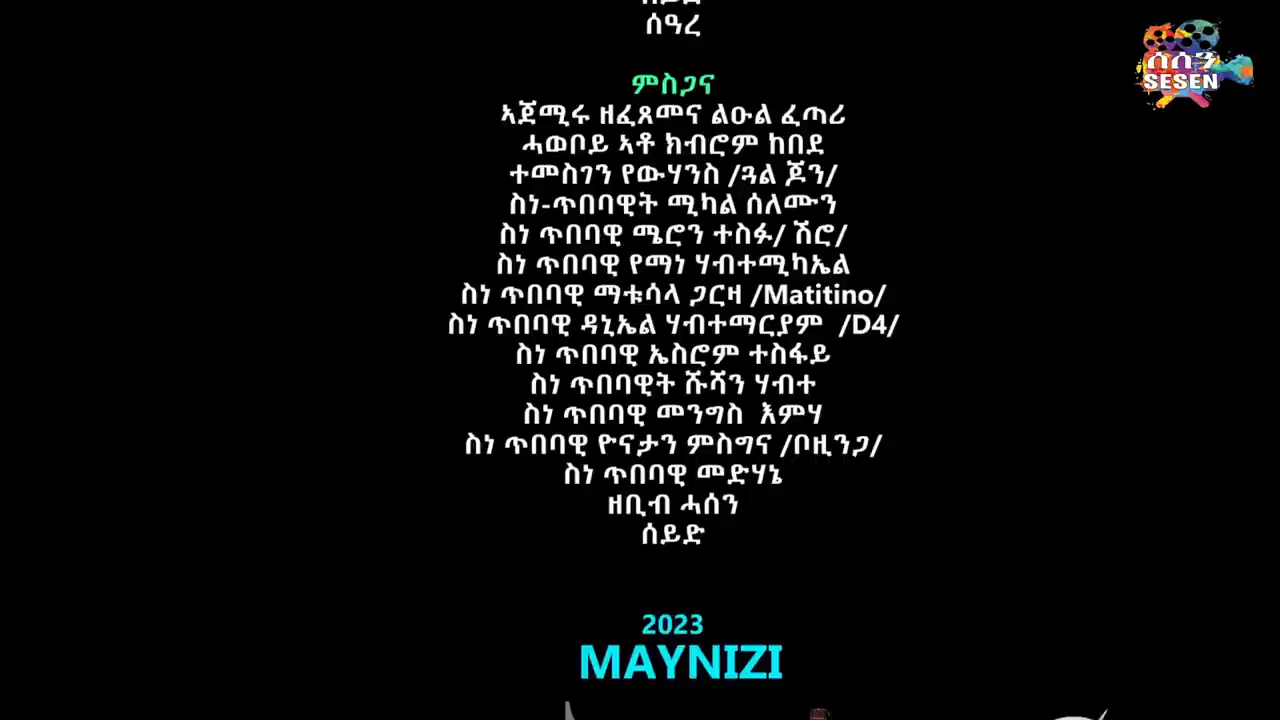 ሰዓረ
ሰሰን
SESEN
ምስጋና
ኣጀሚሩ ዘፈጸመና ልዑል ፈጣሪ
ሓወቦይ ኣቶ ክብሮም ከበደ
ተመስገን የውሃንስ /ጓል ጆን/
ስነ-ጥበባዊት ሚካል ሰለሙን
ስነ ጥበባዊ ሜሮን ተስፉ/ ሽሮ/
ስነ ጥበባዊ የማነ ሃብተሚካኤል
ስነ ጥበባዊ ማቱሳላ ጋርዛ /Matitino/
ስነ ጥበባዊ ዳኒኤል ሃብተማርያም /D4/
ስነ ጥበባዊ ኤስሮም ተስፋይ
ስነ ጥበባዊት ሹሻን ሃብተ
ስነ ጥበባዊ መንግስ እምሃ
ስነ ጥበባዊ ዮናታን ምስግና /ቦዚንጋ/
ስነ ጥበባዊ መድሃኔ
ዘቢብ ሓሰን
ሰይድ
2023
MAYNIZI